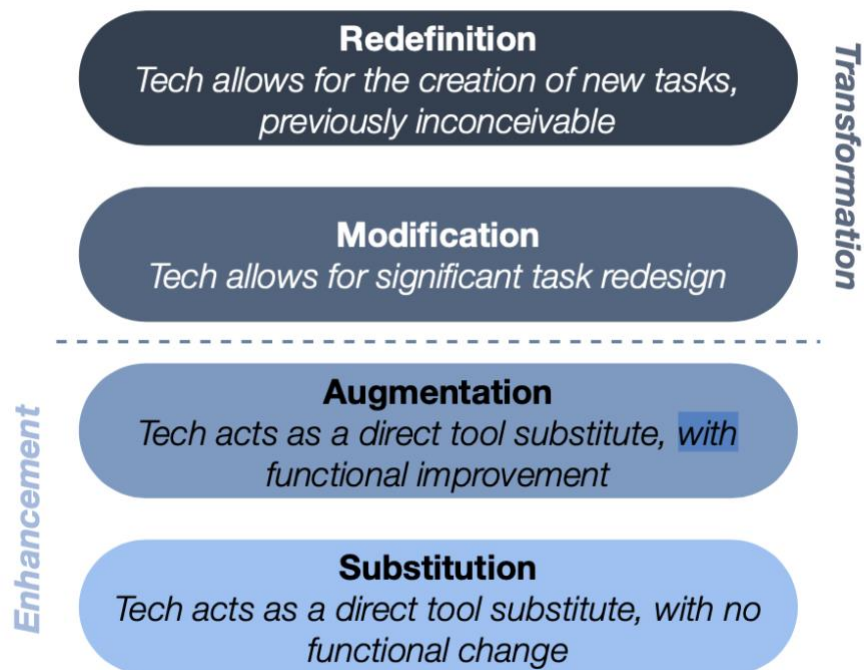 Redefinition
Tech allows for the creation of new tasks,
previously inconceivable
Transformation
Modification
Tech allows for significant task redesign
Augmentation
Tech acts as a direct tool substitute, with
functional improvement
Enhancement
Substitution
Tech acts as a direct tool substitute, with no
functional change